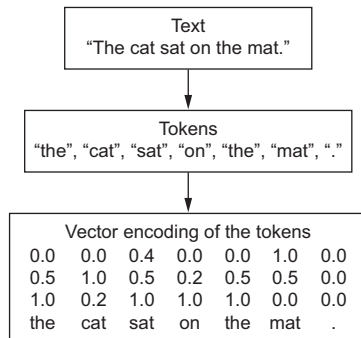 Text
“The cat sat on the mat.”
Tokens
“the”, “cat”, “sat”, “on”, “the”, “mat”, “.”
Vector encoding of the tokens
0.0 0.0 0.4 0.0 0.0 1.0 0.0
0.5 1.0 0.5 0.2 0.5 0.5 0.0
1.0 0.2 1.0 1.0 1.0 0.0 0.0
the cat sat on the mat .